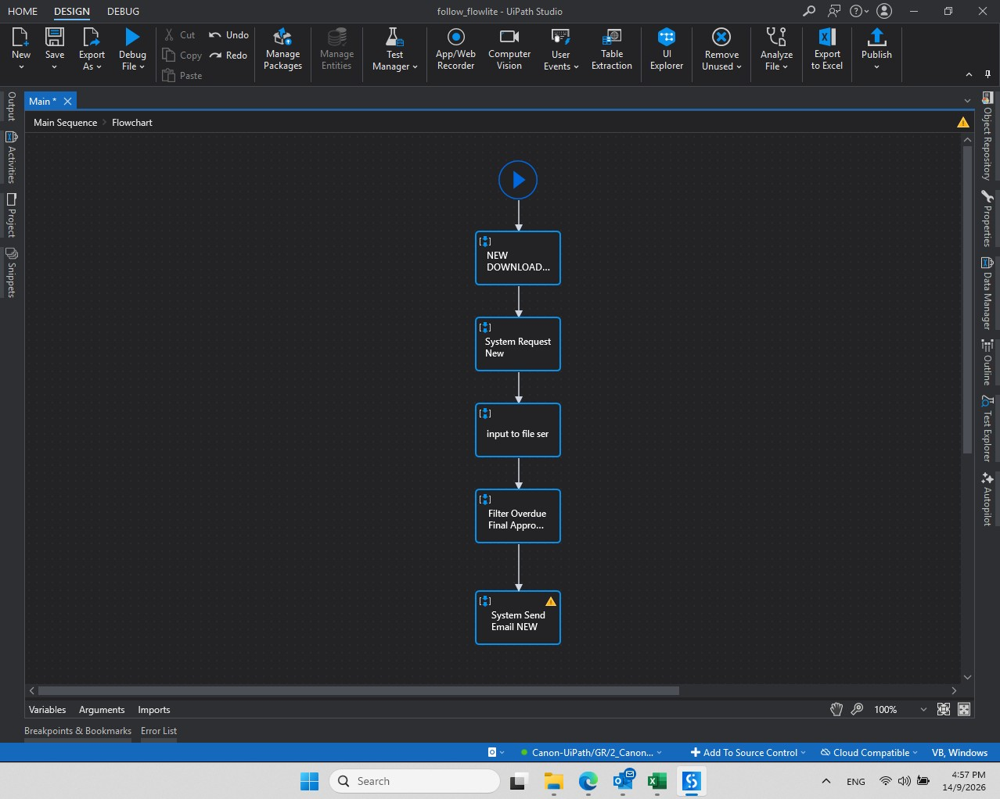 HOME DESIGN DEBUG follow_flowlite - UiPath Studio
New
Save
Export As
Debug File
Cut
Copy
Paste
Undo
Redo
Manage Packages
Manage Entities
Test Manager
App/Web Recorder
Computer Vision
User Events
Table Extraction
UI Explorer
Remove Unused
Analyze File
Export to Excel
Publish
Main *
Main Sequence > Flowchart
Output
Activities
Project
Snippets
NEW
DOWNLOAD...
System Request
New
input to file ser
Filter Overdue
Final Appro...
System Send
Email NEW
Object Repository
Properties
Data Manager
Outline
Test Explorer
Autopilot
Variables Arguments Imports 100%
Breakpoints & Bookmarks Error List
Canon-UiPath/GR/2_Canon... Add To Source Control Cloud Compatible VB, Windows
Search
ENG
4:57 PM
14/9/2026